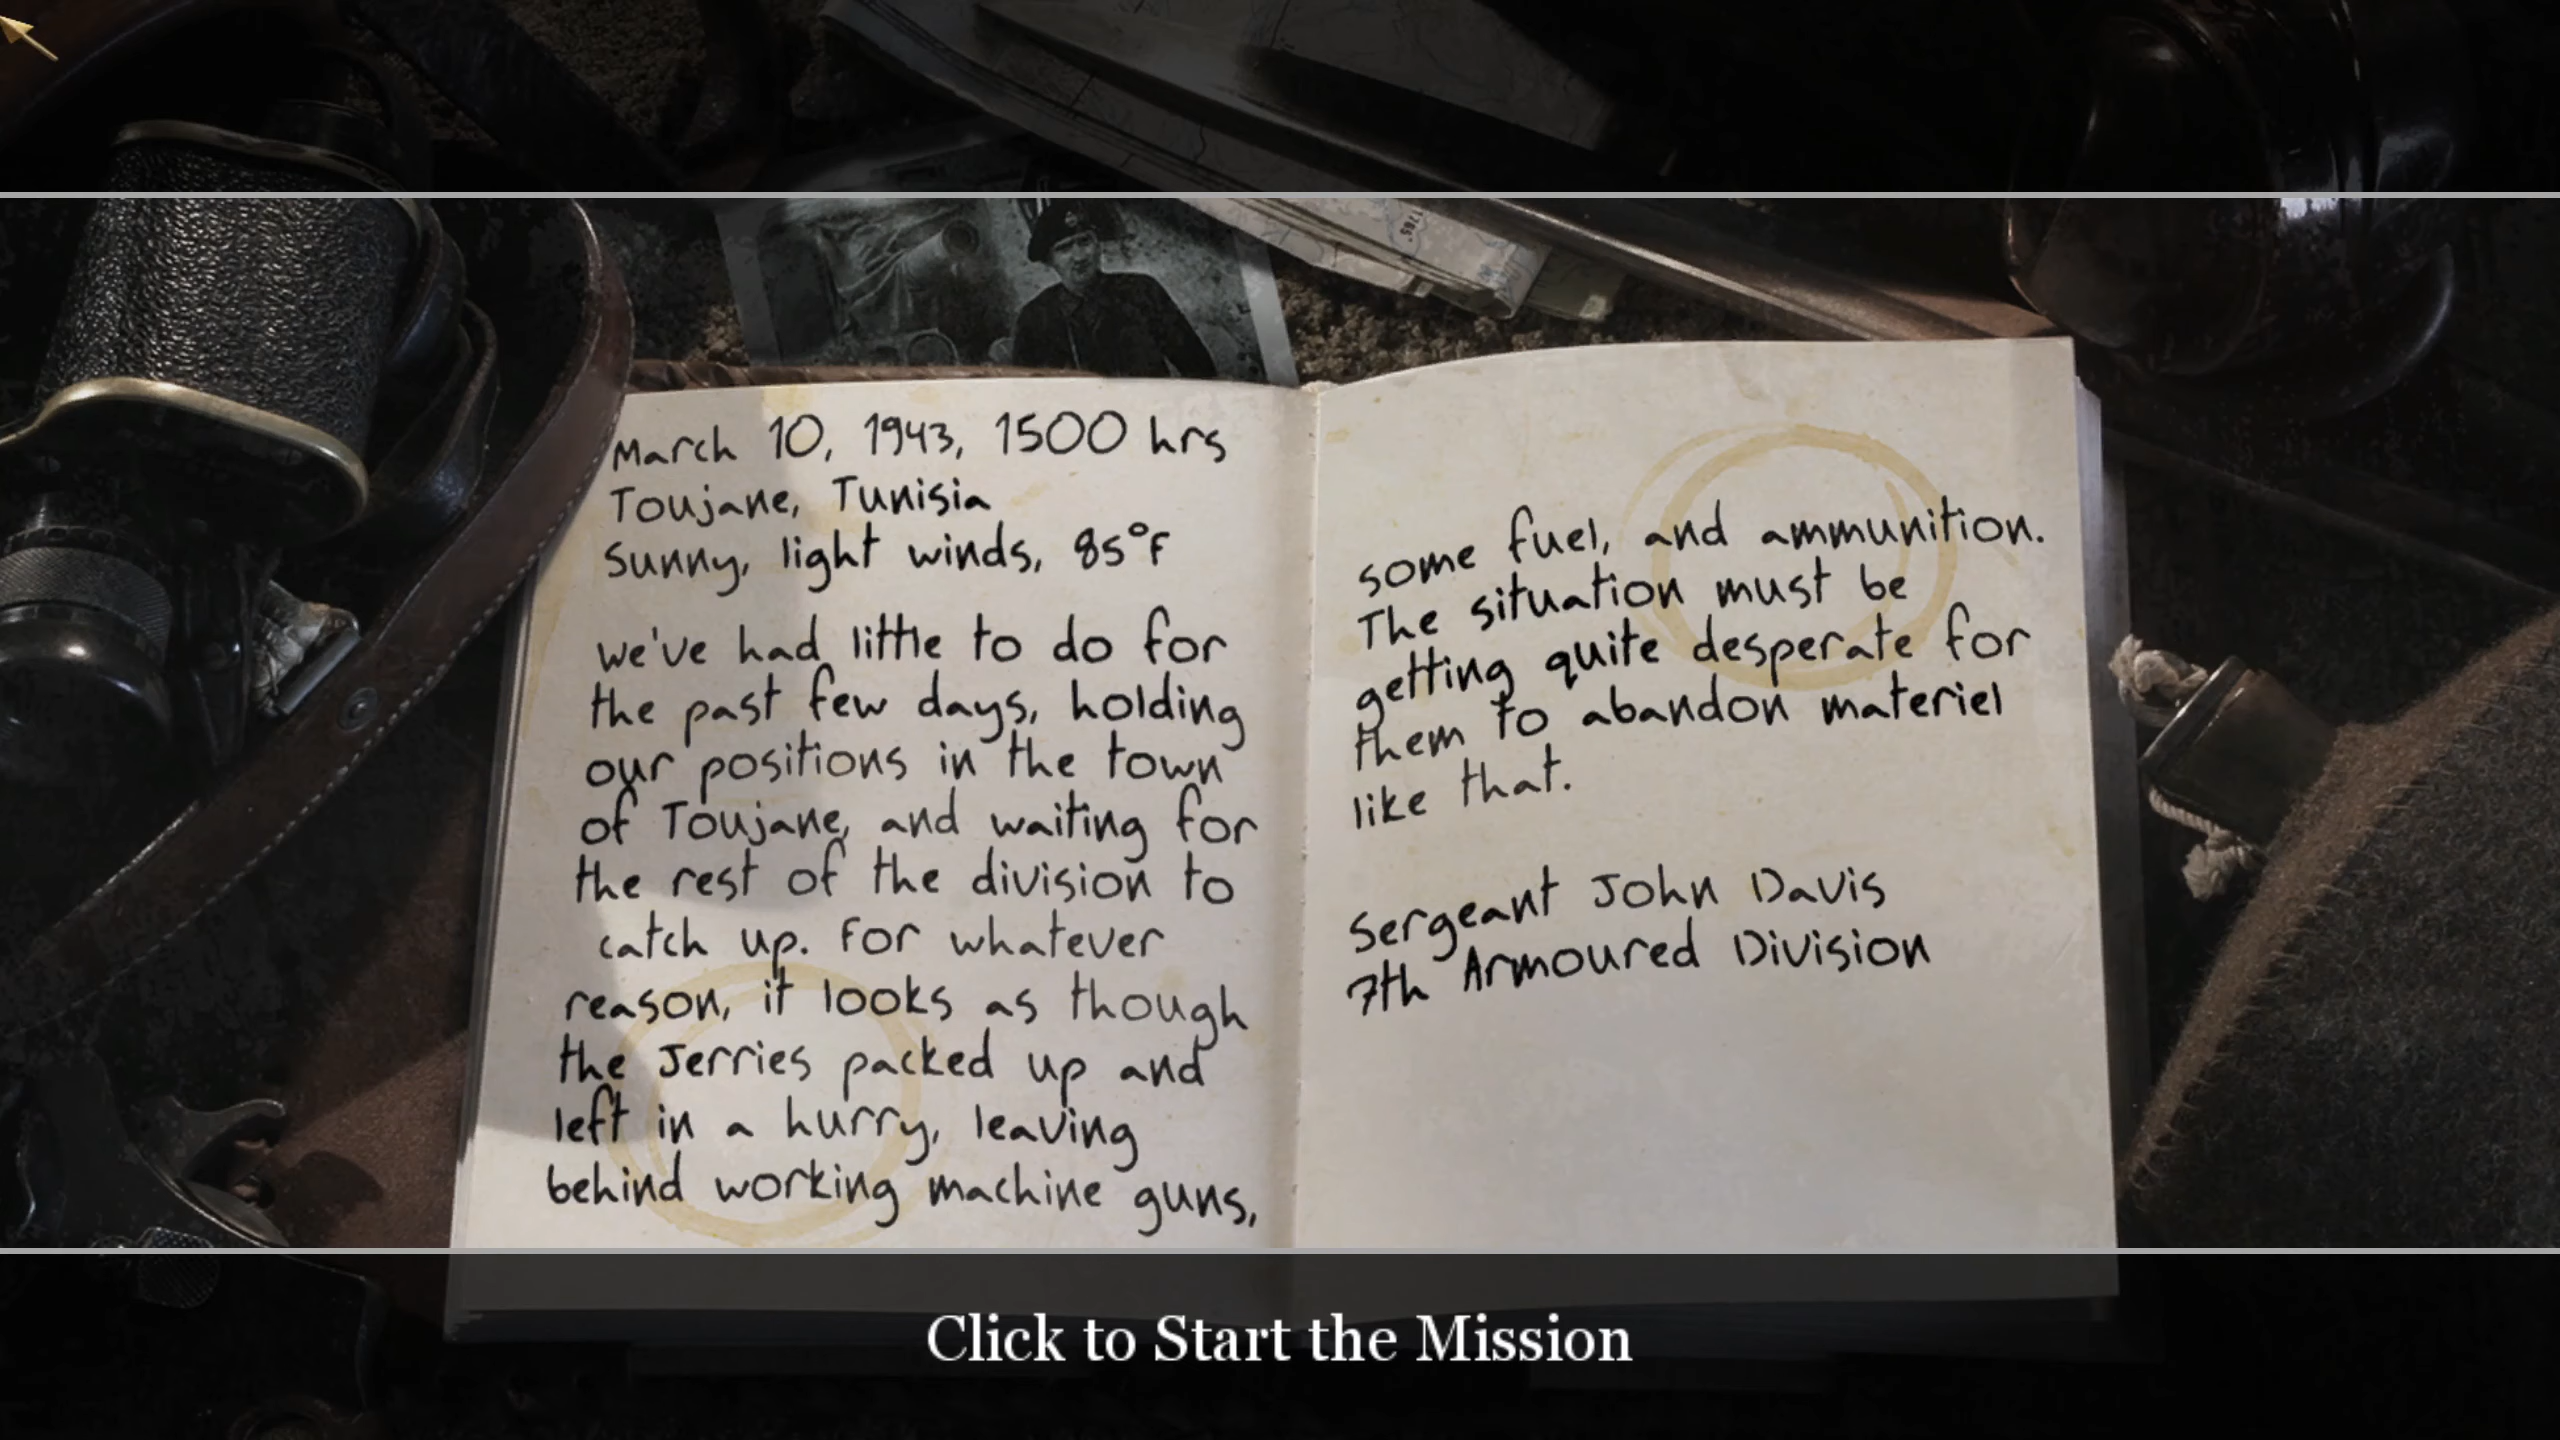 March 10, 1943, 1500 hrs
Toujane, Tunisia
Sunny, light winds, 85°F
We've had little to do for
the past few days, holding
our positions in the town
of Toujane, and waiting for
the rest of the division to
catch up. For whatever
reason, it looks as though
the Jerries packed up and
left in a hurry, leaving
behind working machine guns,
some fuel, and ammunition.
The situation must be
getting quite desperate for
them to abandon materiel
like that.
Sergeant John Davis
7th Armoured Division
Click to Start the Mission